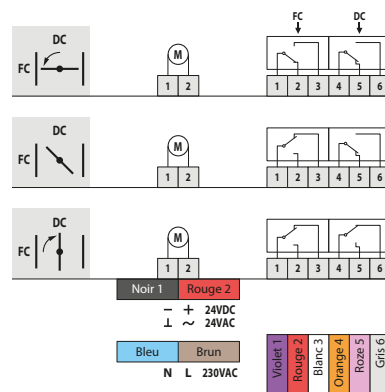 FC DC
DC
FC
M
1 2
1 2 3 4 5 6
DC
FC
M
1 2
1 2 3 4 5 6
DC
FC
M
1 2
1 2 3 4 5 6
Noir 1 Rouge 2
− + 24VDC
⊥ ~ 24VAC
Bleu Brun
N L 230VAC
Violet 1
Rouge 2
Blanc 3
Orange 4
Roze 5
Gris 6